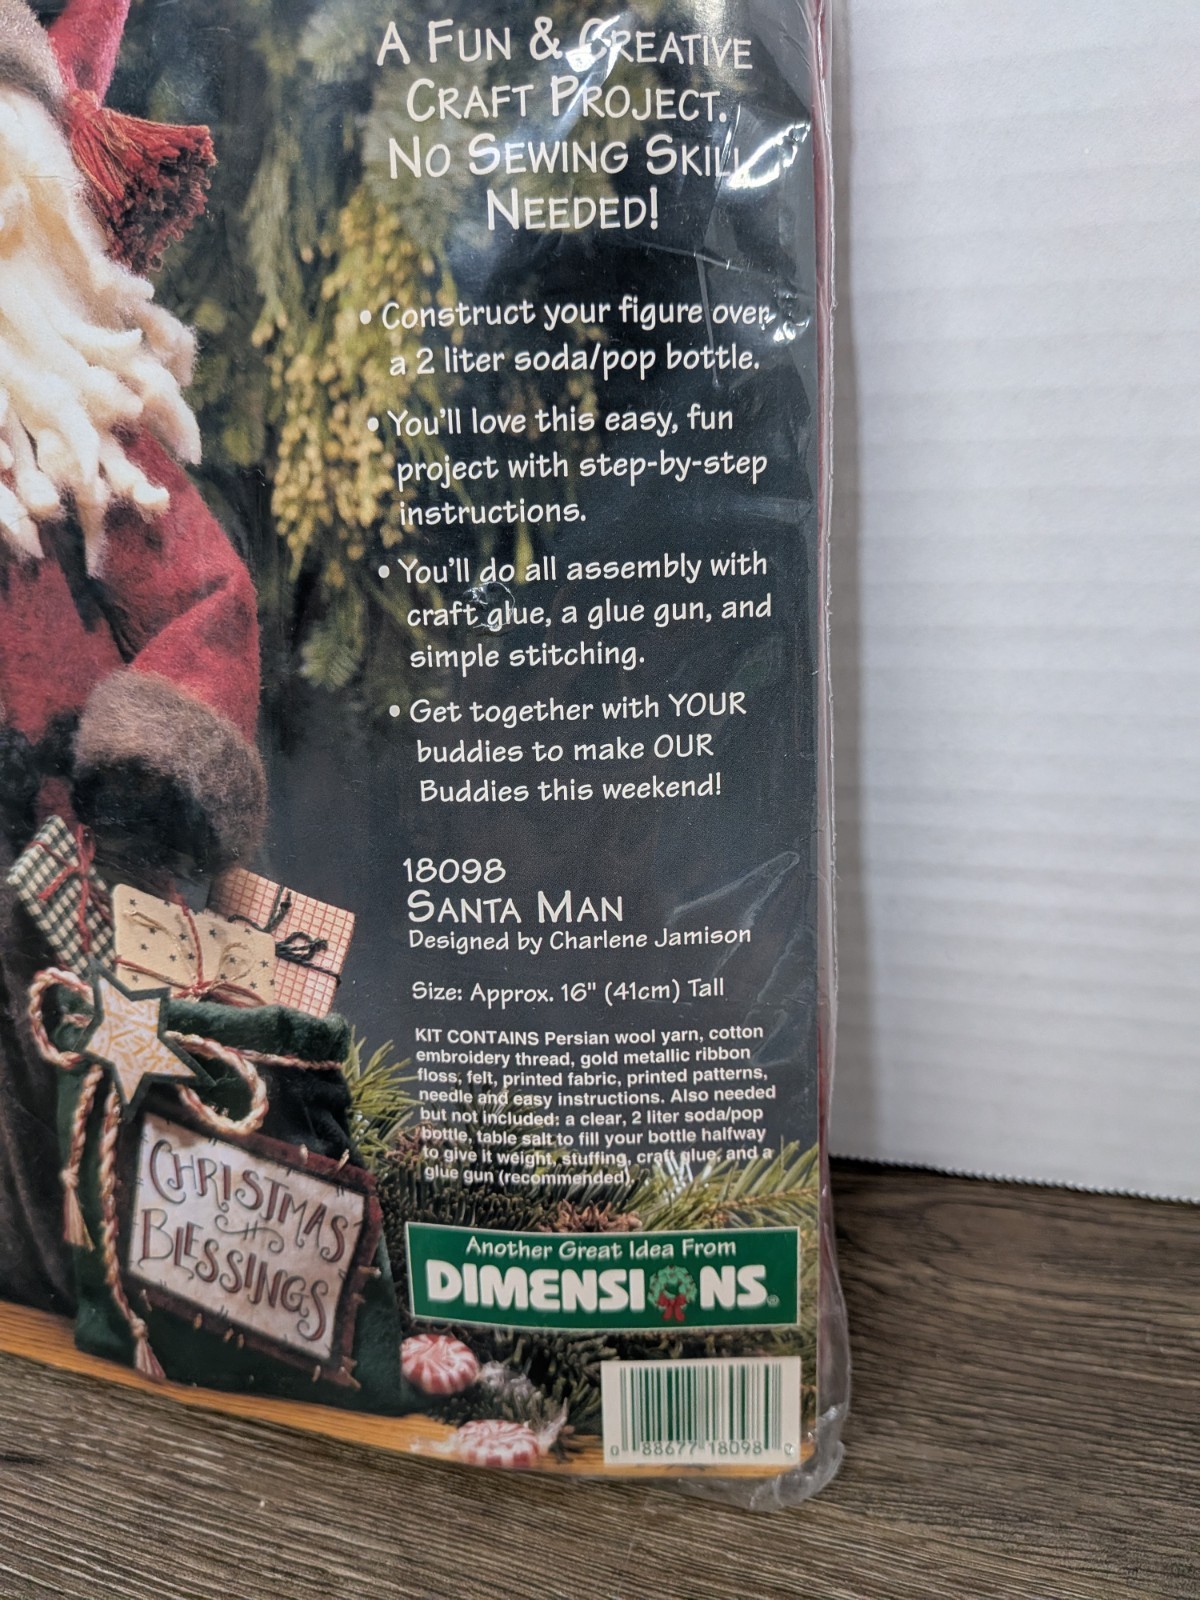 A FUN & CREATIVE
CRAFT PROJECT.
NO SEWING SKILL
NEEDED!
• Construct your figure over
a 2 liter soda/pop bottle.
• You'll love this easy, fun
project with step-by-step
instructions.
• You'll do all assembly with
craft glue, a glue gun, and
simple stitching.
• Get together with YOUR
buddies to make OUR
Buddies this weekend!
18098
SANTA MAN
Designed by Charlene Jamison
Size: Approx. 16" (41cm) Tall
KIT CONTAINS Persian wool yarn, cotton
embroidery thread, gold metallic ribbon
floss, felt, printed fabric, printed patterns,
needle and easy instructions. Also needed
but not included: a clear, 2 liter soda/pop
bottle, table salt to fill your bottle halfway
to give it weight, stuffing, craft glue, and a
glue gun (recommended).
CHRISTMAS
BLESSINGS
Another Great Idea From
DIMENSIONS®
0 88677 18098